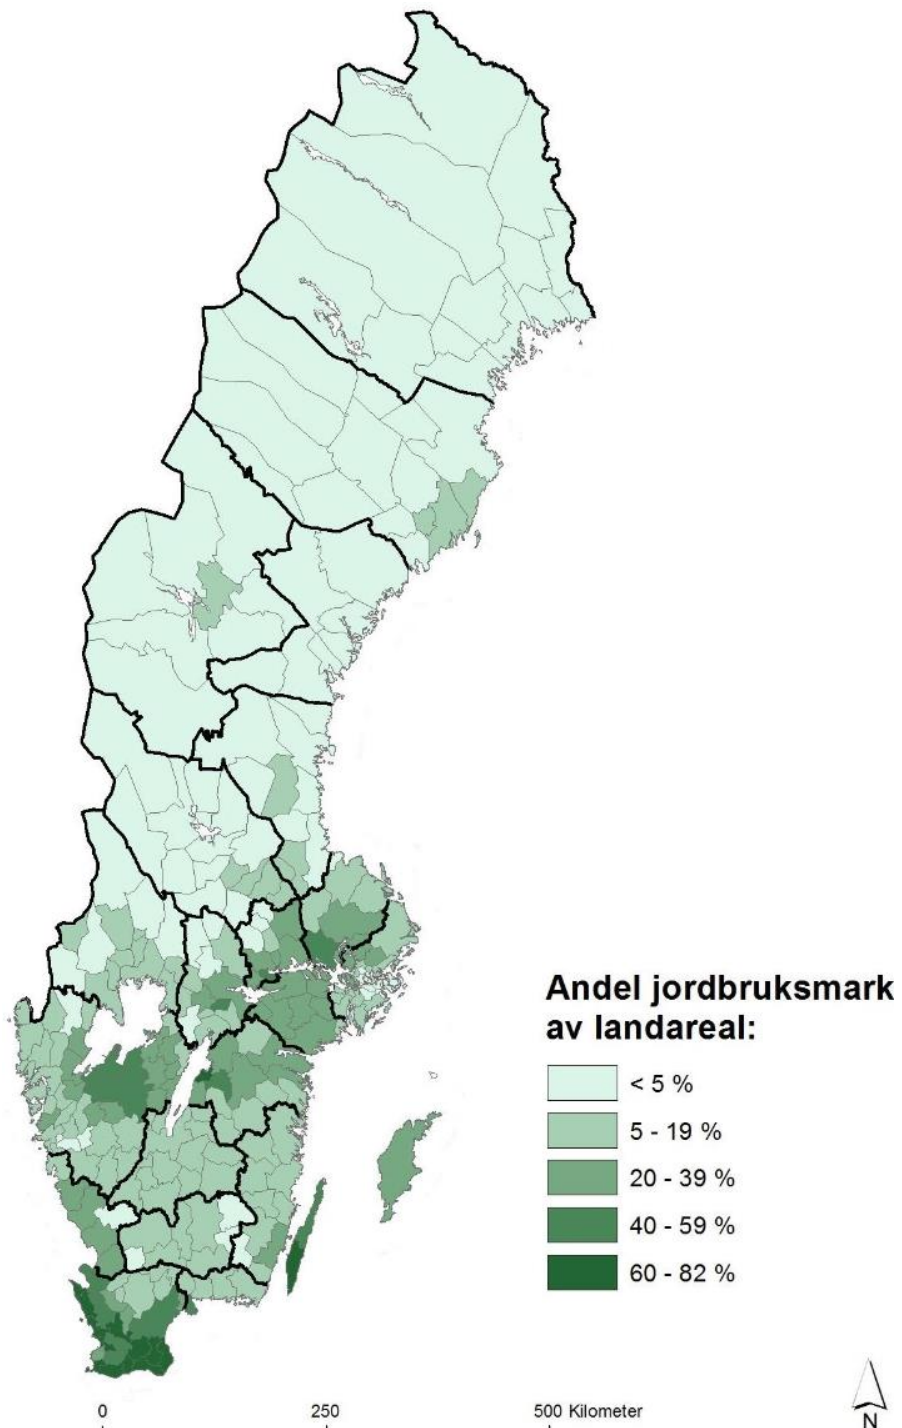 Andel jordbruksmark
av landareal:
< 5 %
5 - 19 %
20 - 39 %
40 - 59 %
60 - 82 %
0 250 500 Kilometer
N